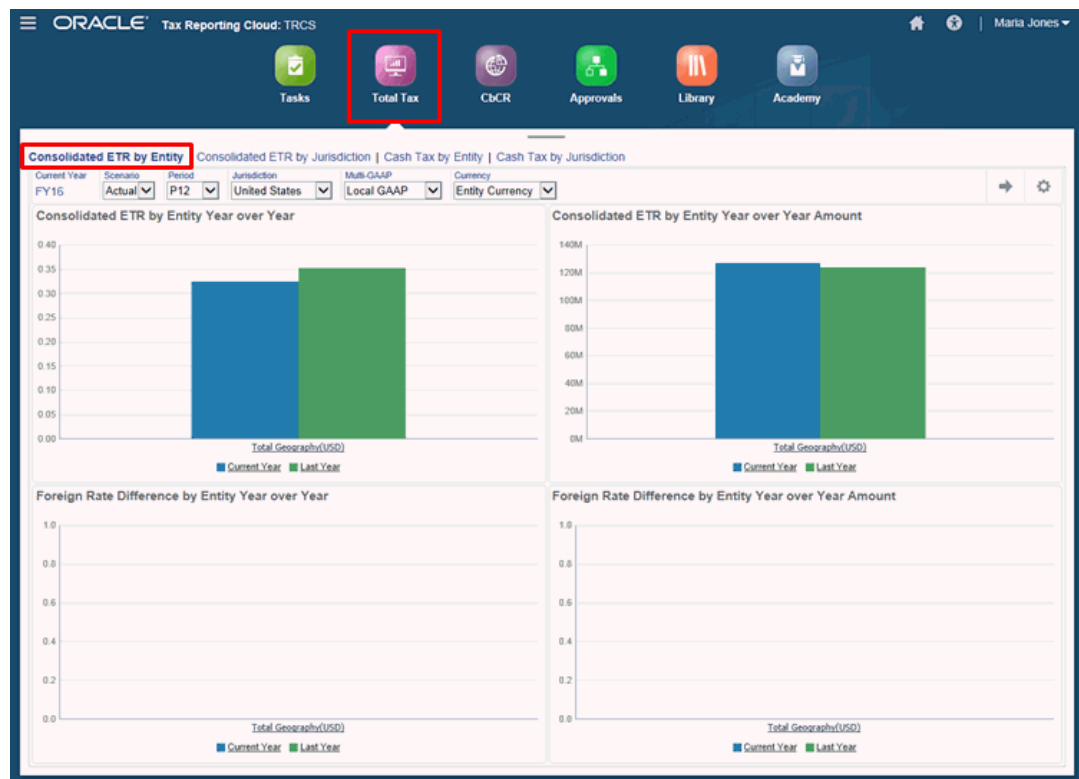 ORACLE Tax Reporting Cloud: TRCS Maria Jones
Tasks Total Tax CbCR Approvals Library Academy
Consolidated ETR by Entity Consolidated ETR by Jurisdiction | Cash Tax by Entity | Cash Tax by Jurisdiction
Current Year Scenario Period Jurisdiction Multi-GAAP Currency
FY16 Actual P12 United States Local GAAP Entity Currency
Consolidated ETR by Entity Year over Year
0.40
0.35
0.30
0.25
0.20
0.15
0.10
0.05
0.00
Total Geography(USD)
Current Year Last Year
Consolidated ETR by Entity Year over Year Amount
140M
120M
100M
80M
60M
40M
20M
0M
Total Geography(USD)
Current Year Last Year
Foreign Rate Difference by Entity Year over Year
1.0
0.8
0.6
0.4
0.2
0.0
Total Geography(USD)
Current Year Last Year
Foreign Rate Difference by Entity Year over Year Amount
1.0
0.8
0.6
0.4
0.2
0.0
Total Geography(USD)
Current Year Last Year